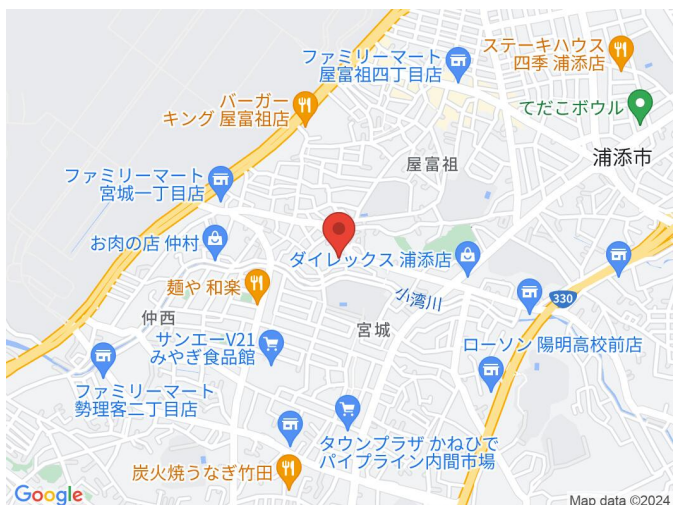 ファミリーマート
屋富祖四丁目店
ステーキハウス
四季 浦添店
バーガー
キング 屋富祖店
てだこボウル
浦添市
屋富祖
ファミリーマート
宮城一丁目店
お肉の店 仲村
ダイレックス 浦添店
麺や 和楽
小湾川
330
仲西
宮城
サンエーV21
みやぎ食品館
ローソン 陽明高校前店
ファミリーマート
勢理客二丁目店
タウンプラザ かねひで
パイプライン内間市場
炭火焼うなぎ竹田
Google
Map data ©2024